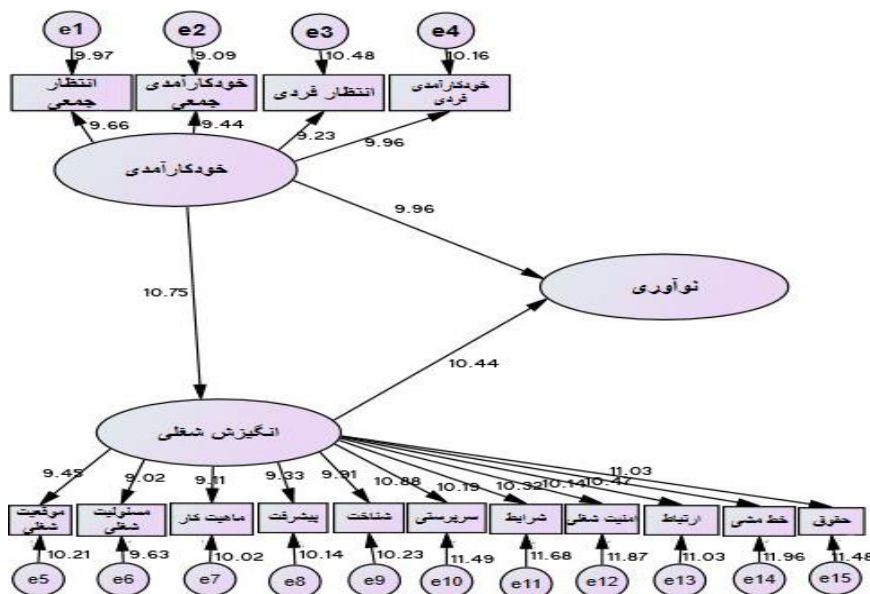 e1 e2 e3 e4
9.97 9.09 10.48 10.16
انتظار جمعی
خودکارآمدی جمعی
انتظار فردی
خودکارآمدی فردی
9.66 9.44 9.23 9.96
خودکارآمدی
9.96
نوآوری
10.75
10.44
انگیزش شغلی
9.45 9.02 9.11 9.33 9.91 10.88 10.19 10.32 10.14 10.47 11.03
موقعیت شغلی
مسئولیت شغلی
ماهیت کار
پیشرفت
شناخت
سرپرستی
شرایط
امنیت شغلی
ارتباط
خط مشی
حقوق
10.21 9.63 10.02 10.14 10.23 11.49 11.68 11.87 11.03 11.96 11.48
e5 e6 e7 e8 e9 e10 e11 e12 e13 e14 e15